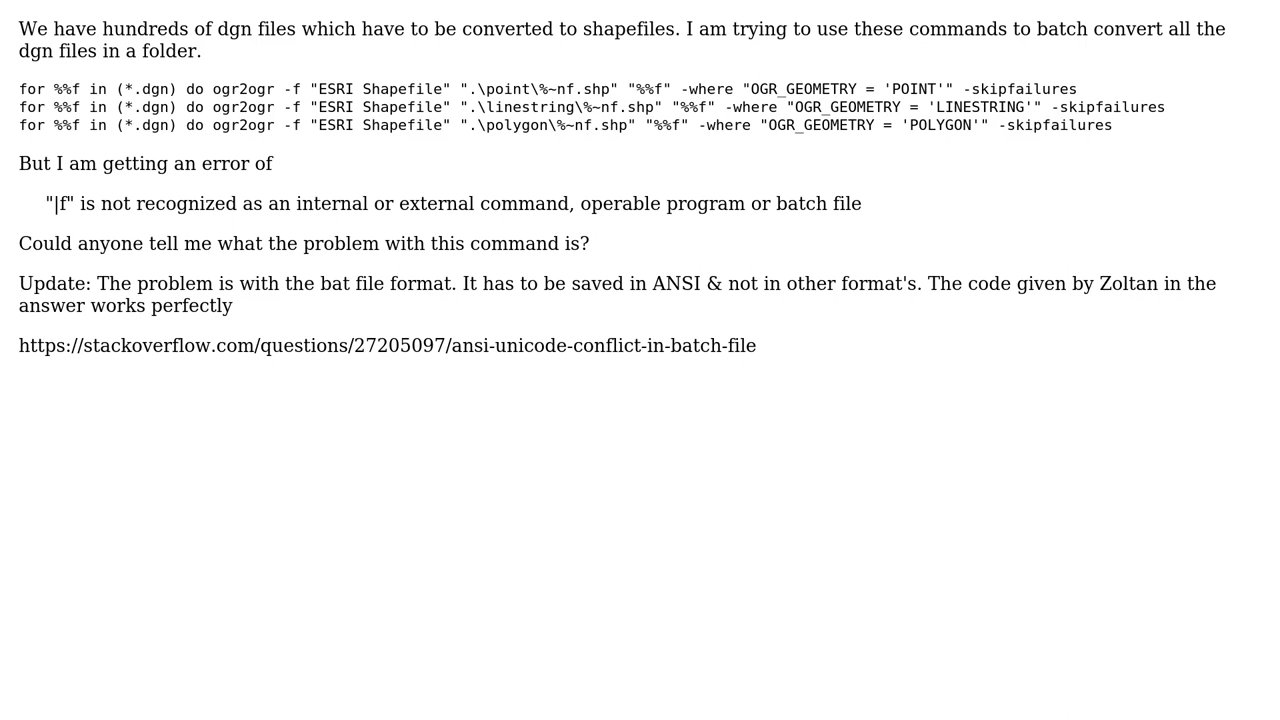 We have hundreds of dgn files which have to be converted to shapefiles. I am trying to use these commands to batch convert all the
dgn files in a folder.
for %%f in (*.dgn) do ogr2ogr -f "ESRI Shapefile" ".\point\%~nf.shp" "%%f" -where "OGR_GEOMETRY = 'POINT'" -skipfailures
for %%f in (*.dgn) do ogr2ogr -f "ESRI Shapefile" ".\linestring\%~nf.shp" "%%f" -where "OGR_GEOMETRY = 'LINESTRING'" -skipfailures
for %%f in (*.dgn) do ogr2ogr -f "ESRI Shapefile" ".\polygon\%~nf.shp" "%%f" -where "OGR_GEOMETRY = 'POLYGON'" -skipfailures
But I am getting an error of
"|f" is not recognized as an internal or external command, operable program or batch file
Could anyone tell me what the problem with this command is?
Update: The problem is with the bat file format. It has to be saved in ANSI & not in other format's. The code given by Zoltan in the
answer works perfectly
https://stackoverflow.com/questions/27205097/ansi-unicode-conflict-in-batch-file